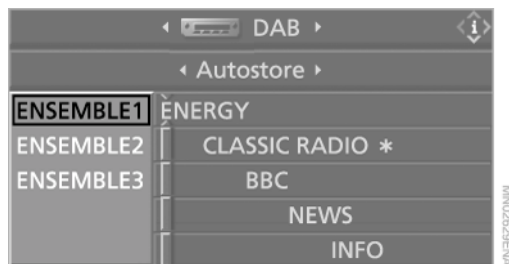 DAB
i
Autostore
ENSEMBLE1 ENERGY
ENSEMBLE2 CLASSIC RADIO *
ENSEMBLE3 BBC
NEWS
INFO